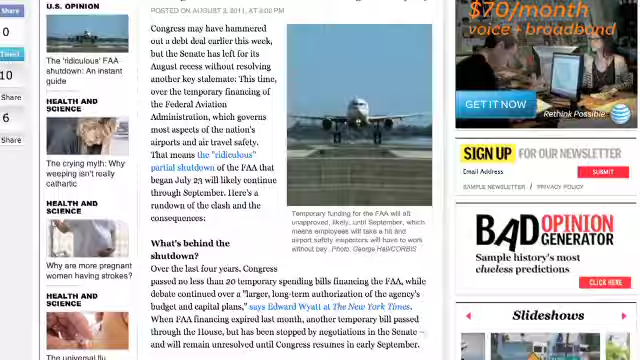 Share
0
Tweet
10
Share
6
Share
U.S. OPINION
The 'ridiculous' FAA
shutdown: An instant
guide
HEALTH AND
SCIENCE
The crying myth: Why
weeping isn't really
cathartic
HEALTH AND
SCIENCE
Why are more pregnant
women having strokes?
HEALTH AND
SCIENCE
The universal flu
POSTED ON AUGUST 3, 2011, AT 3:02 PM
Congress may have hammered
out a debt deal earlier this week,
but the Senate has left for its
August recess without resolving
another key stalemate: This time,
over the temporary financing of
the Federal Aviation
Administration, which governs
most aspects of the nation's
airports and air travel safety.
That means the "ridiculous"
partial shutdown of the FAA that
began July 23 will likely continue
through September. Here's a
rundown of the clash and the
consequences:
Temporary funding for the FAA will sit
unapproved, likely, until September, which
means employees will take a hit and
airport safety inspectors will have to work
without pay. Photo: George Hall/CORBIS
What's behind the
shutdown?
Over the last four years, Congress
passed no less than 20 temporary spending bills financing the FAA, while
debate continued over a "larger, long-term authorization of the agency's
budget and capital plans," says Edward Wyatt at The New York Times.
When FAA financing expired last month, another temporary bill passed
through the House, but has been stopped by negotiations in the Senate –
and will remain unresolved until Congress resumes in early September.
$70/month
voice + broadband
GET IT NOW
Rethink Possible
at&t
SIGN UP FOR OUR NEWSLETTER
Email Address
SUBMIT
SAMPLE NEWSLETTER / PRIVACY POLICY
BAD OPINION
GENERATOR
Sample history's most
clueless predictions
CLICK HERE
Slideshows